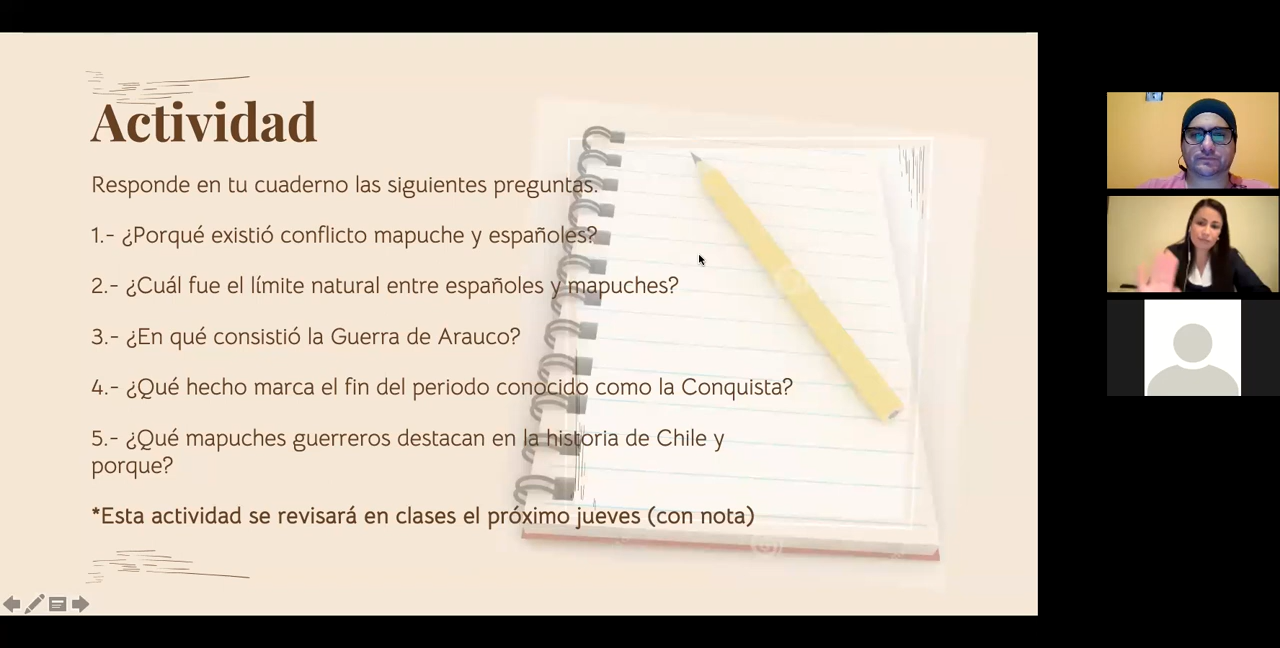 Actividad
Responde en tu cuaderno las siguientes preguntas.
1.- ¿Porqué existió conflicto mapuche y españoles?
2.- ¿Cuál fue el límite natural entre españoles y mapuches?
3.- ¿En qué consistió la Guerra de Arauco?
4.- ¿Qué hecho marca el fin del periodo conocido como la Conquista?
5.- ¿Qué mapuches guerreros destacan en la historia de Chile y
porque?
*Esta actividad se revisará en clases el próximo jueves (con nota)